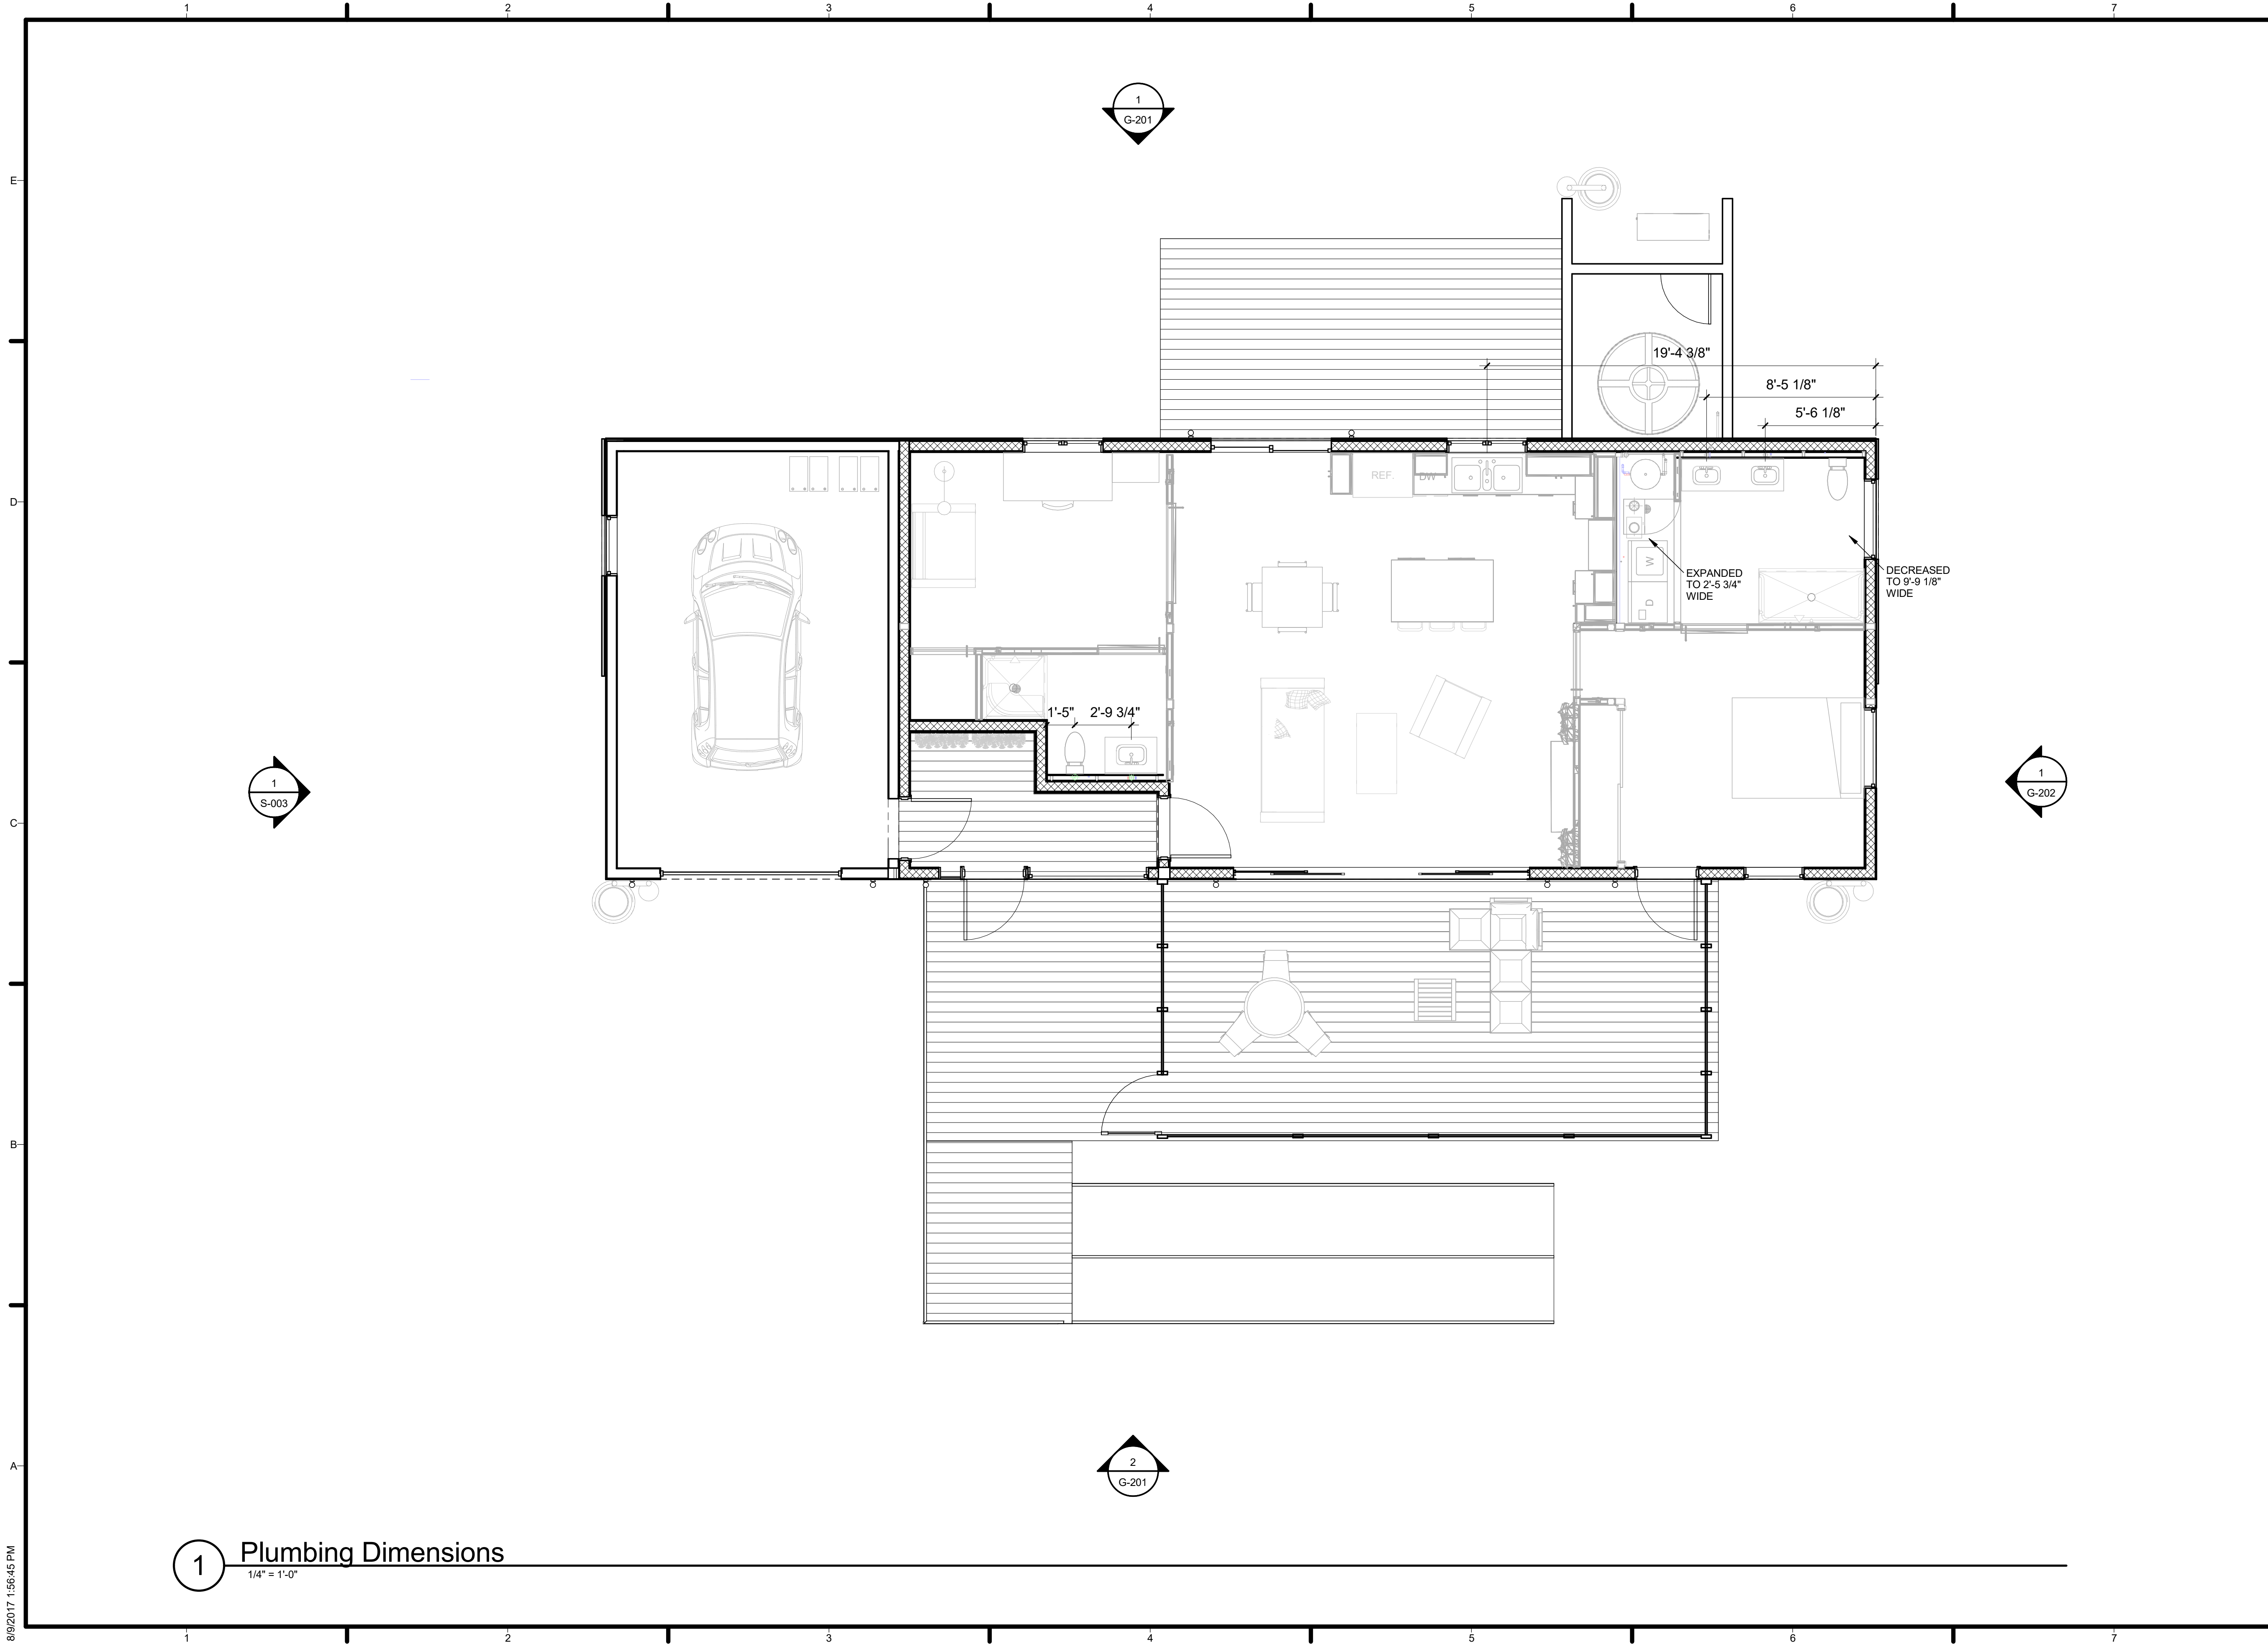 1 2 3 4 5 6 7
1
G-201
E
19'-4 3/8"
8'-5 1/8"
5'-6 1/8"
D
REF.
DW
W
D
EXPANDED
TO 2'-5 3/4"
WIDE
DECREASED
TO 9'-9 1/8"
WIDE
1'-5" 2'-9 3/4"
1
S-003
1
G-202
C
B
2
G-201
A
1 Plumbing Dimensions
1/4" = 1'-0"
8/9/2017 1:56:45 PM
1 2 3 4 5 6 7